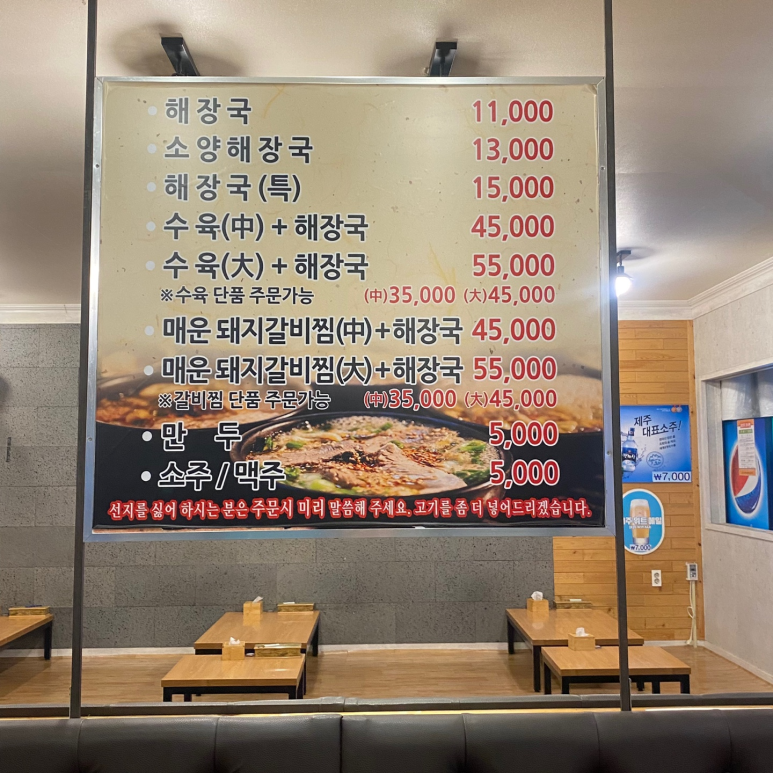 해장국 11,000
소양해장국 13,000
해장국(특) 15,000
수육(中) + 해장국 45,000
수육(大) + 해장국 55,000
※수육 단품 주문가능 (中)35,000 (大)45,000
매운 돼지갈비찜(中)+해장국 45,000
매운 돼지갈비찜(大)+해장국 55,000
※갈비찜 단품 주문가능 (中)35,000 (大)45,000
만 두 5,000
소주 / 맥주 5,000
선지를 싫어 하시는 분은 주문시 미리 말씀해 주세요. 고기를 좀 더 넣어드리겠습니다.
제주
대표소주!
₩7,000
₩7,000